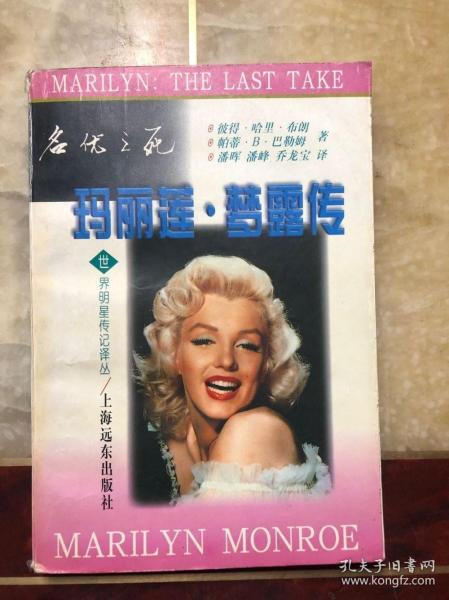 MARILYN: THE LAST TAKE
名优之死
彼得·哈里·布朗
帕蒂·B·巴勒姆 著
潘晖 潘峰 乔龙宝 译
玛丽莲·梦露传
世界明星传记译丛/上海远东出版社
MARILYN MONROE
孔夫子旧书网
www.kongfz.com